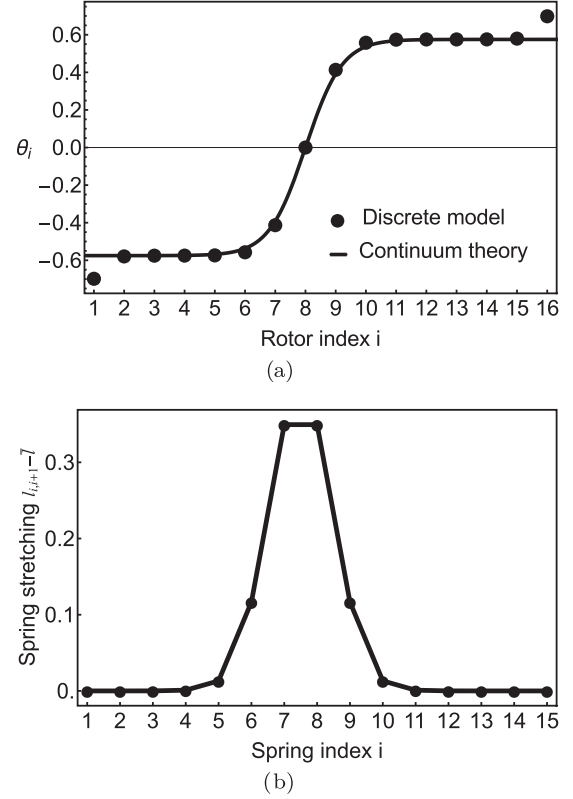 0.6
0.4
0.2
θi 0.0
−0.2
−0.4
−0.6
Discrete model
Continuum theory
1 2 3 4 5 6 7 8 9 10 11 12 13 14 15 16
Rotor index i
(a)
Spring stretching l̄i,i+1−l̄
0.3
0.2
0.1
0.
1 2 3 4 5 6 7 8 9 10 11 12 13 14 15
Spring index i
(b)